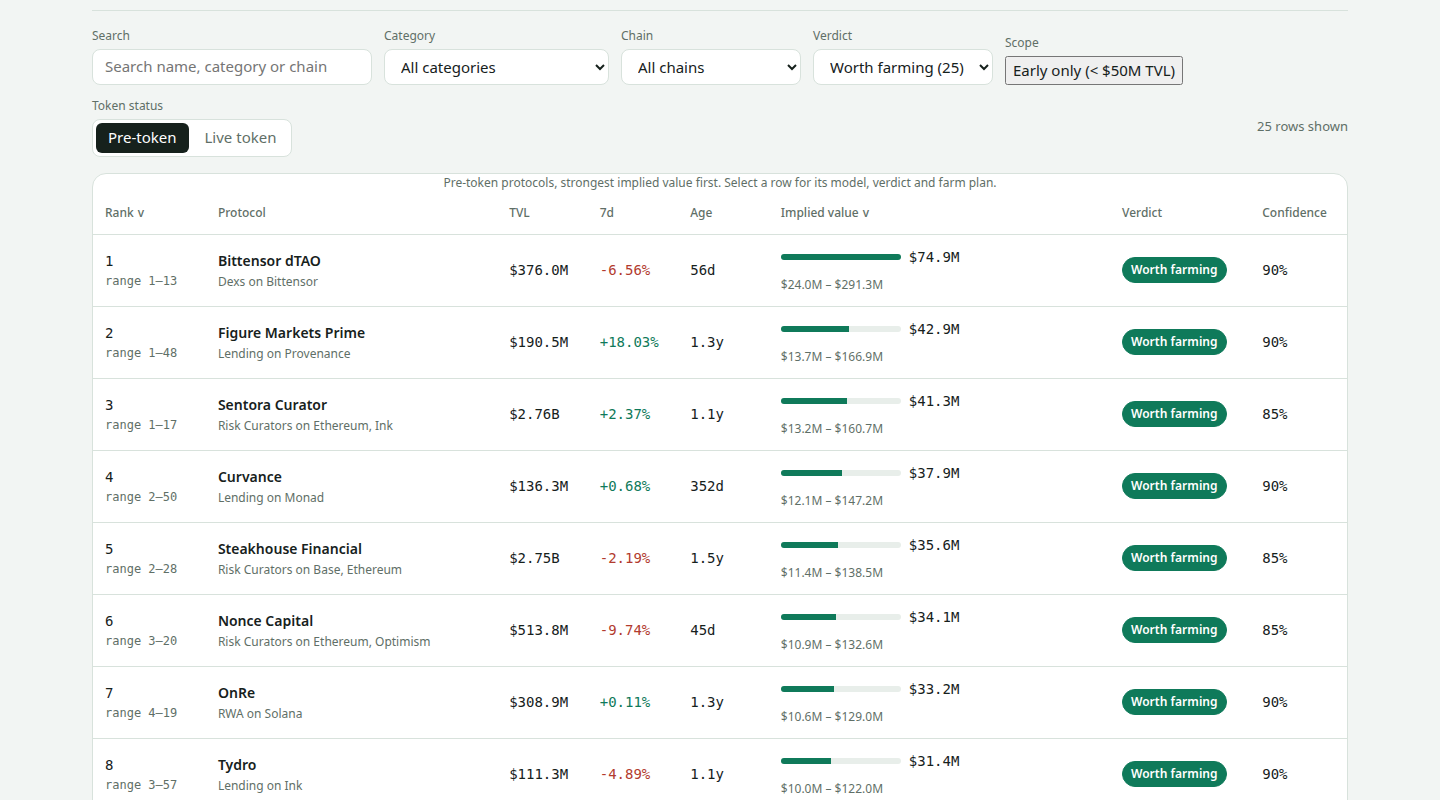 Search
Category
Chain
Verdict
Scope
Search name, category or chain
All categories
All chains
Worth farming (25)
Early only (< $50M TVL)
Token status
Pre-token
Live token
25 rows shown
Pre-token protocols, strongest implied value first. Select a row for its model, verdict and farm plan.
Rank v Protocol TVL 7d Age Implied value v Verdict Confidence
1 Bittensor dTAO $376.0M -6.56% 56d $74.9M Worth farming 90%
range 1–13 Dexs on Bittensor $24.0M – $291.3M
2 Figure Markets Prime $190.5M +18.03% 1.3y $42.9M Worth farming 90%
range 1–48 Lending on Provenance $13.7M – $166.9M
3 Sentora Curator $2.76B +2.37% 1.1y $41.3M Worth farming 85%
range 1–17 Risk Curators on Ethereum, Ink $13.2M – $160.7M
4 Curvance $136.3M +0.68% 352d $37.9M Worth farming 90%
range 2–50 Lending on Monad $12.1M – $147.2M
5 Steakhouse Financial $2.75B -2.19% 1.5y $35.6M Worth farming 85%
range 2–28 Risk Curators on Base, Ethereum $11.4M – $138.5M
6 Nonce Capital $513.8M -9.74% 45d $34.1M Worth farming 85%
range 3–20 Risk Curators on Ethereum, Optimism $10.9M – $132.6M
7 OnRe $308.9M +0.11% 1.3y $33.2M Worth farming 90%
range 4–19 RWA on Solana $10.6M – $129.0M
8 Tydro $111.3M -4.89% 1.1y $31.4M Worth farming 90%
range 3–57 Lending on Ink $10.0M – $122.0M